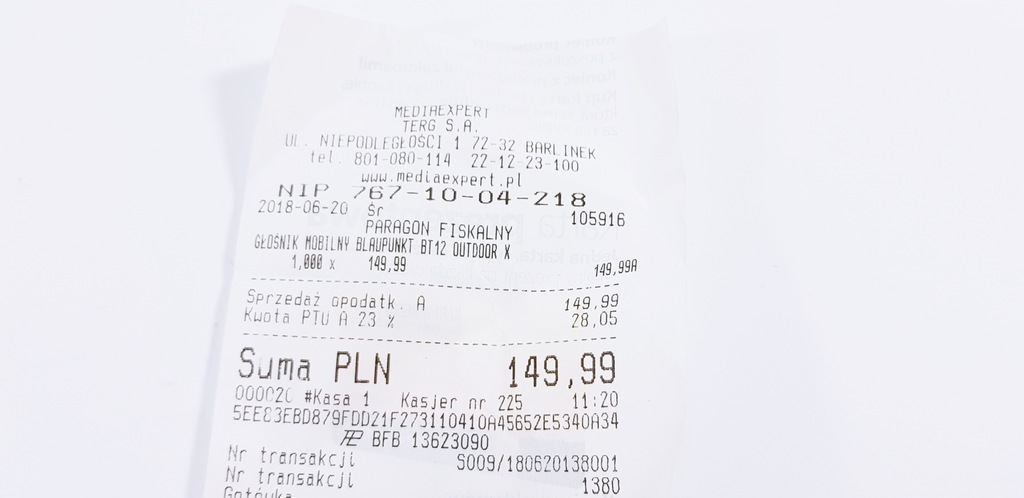 MEDIAEXPERT
TERG S.A.
UL. NIEPODLEGŁOŚCI 1 72-32 BARLINEK
tel. 801-080-114 22-12-23-100
www.mediaexpert.pl
NIP 767-10-04-218
2018-06-20 Śr 105916
PARAGON FISKALNY
GŁOŚNIK MOBILNY BLAUPUNKT BT12 OUTDOOR X
1,000 x 149,99 149,99A
Sprzedaż opodatk. A 149,99
Kwota PTU A 23 % 28,05
Suma PLN 149,99
#Kasa 1 Kasjer nr 225 11:20
5EE83EBD879FDD21F273110410A45652E5340A34
BFB 13623090
Nr transakcji S009/180620138001
Nr transakcji 1380
Gotówka